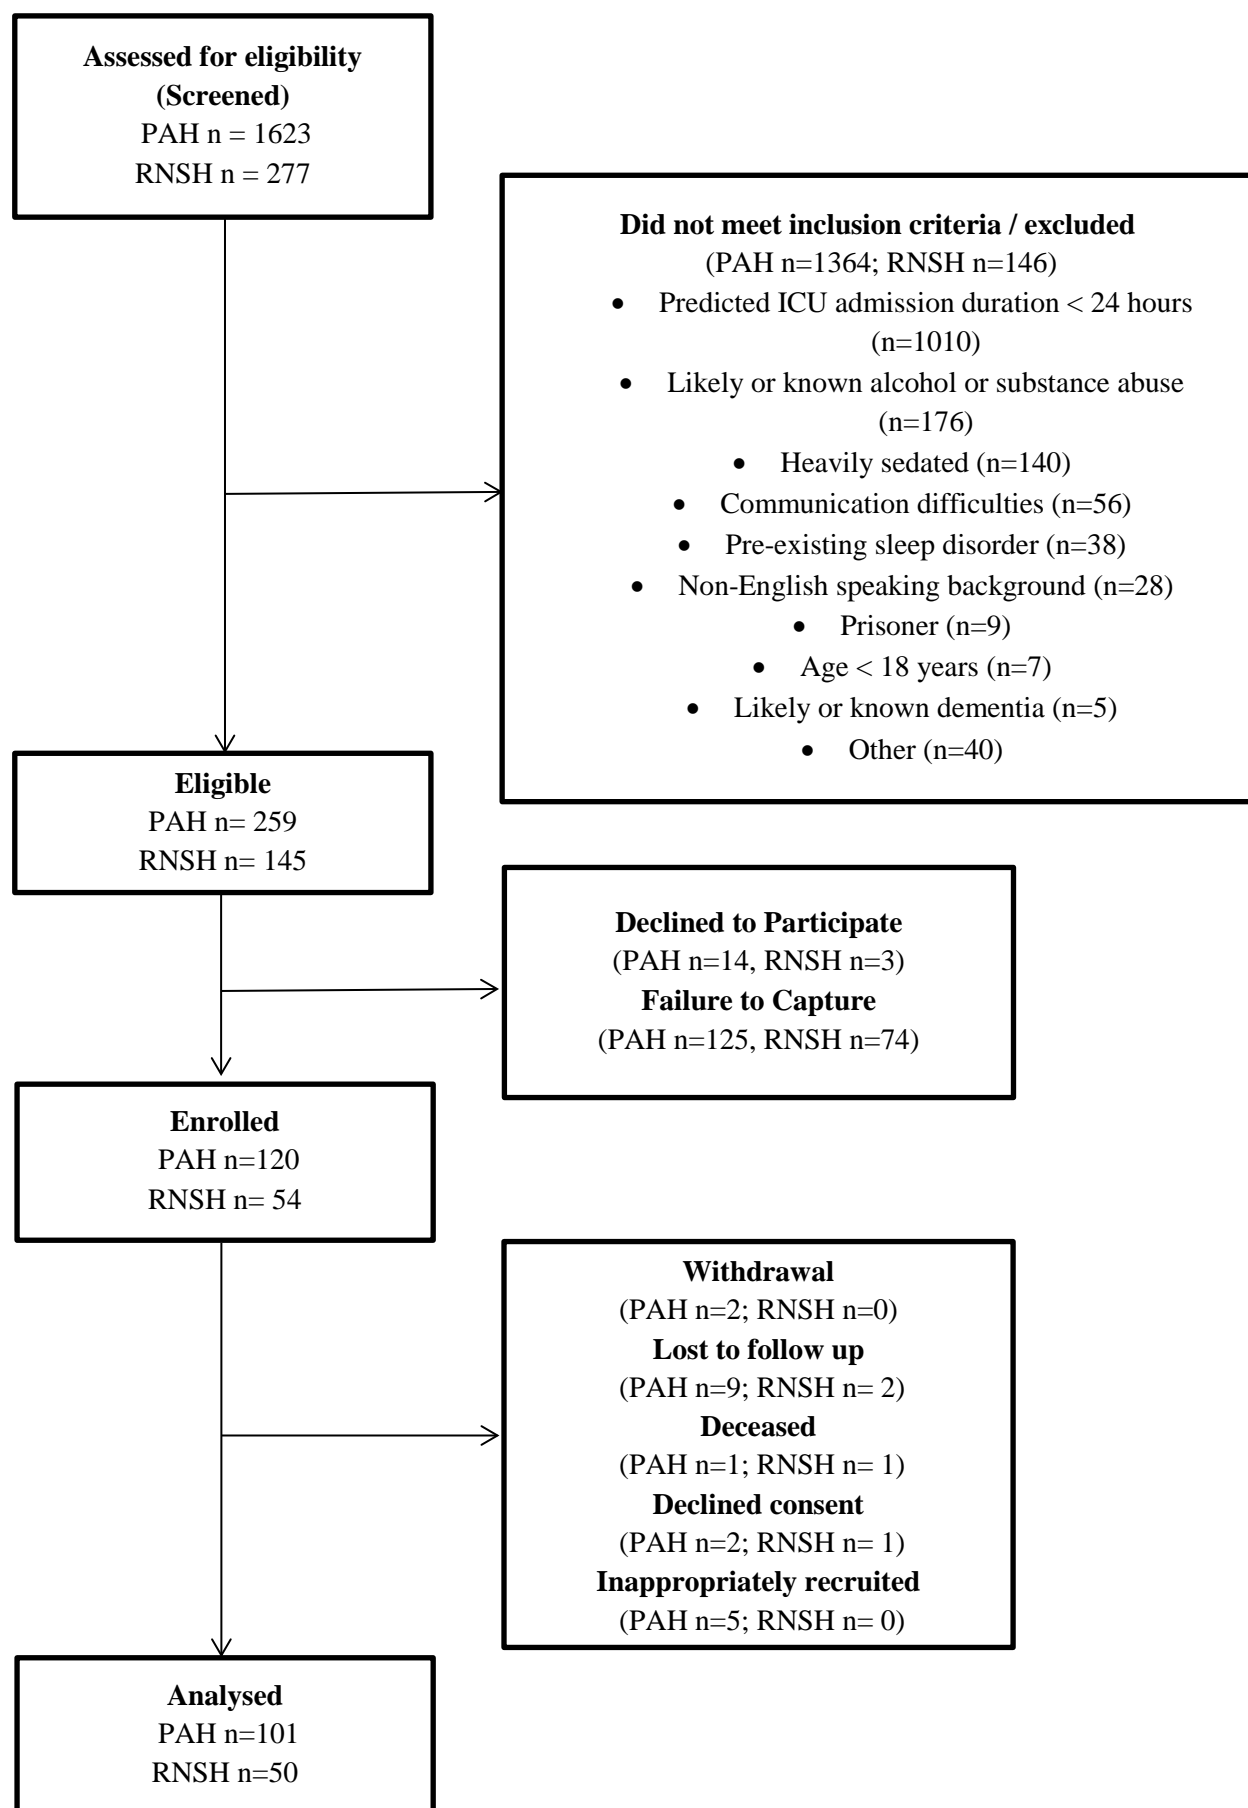 Assessed for eligibility
(Screened)
PAH n = 1623
RNSH n = 277
Did not meet inclusion criteria / excluded
(PAH n=1364; RNSH n=146)
• Predicted ICU admission duration < 24 hours
(n=1010)
• Likely or known alcohol or substance abuse
(n=176)
• Heavily sedated (n=140)
• Communication difficulties (n=56)
• Pre-existing sleep disorder (n=38)
• Non-English speaking background (n=28)
• Prisoner (n=9)
• Age < 18 years (n=7)
• Likely or known dementia (n=5)
• Other (n=40)
Eligible
PAH n= 259
RNSH n= 145
Declined to Participate
(PAH n=14, RNSH n=3)
Failure to Capture
(PAH n=125, RNSH n=74)
Enrolled
PAH n=120
RNSH n= 54
Withdrawal
(PAH n=2; RNSH n=0)
Lost to follow up
(PAH n=9; RNSH n= 2)
Deceased
(PAH n=1; RNSH n= 1)
Declined consent
(PAH n=2; RNSH n= 1)
Inappropriately recruited
(PAH n=5; RNSH n= 0)
Analysed
PAH n=101
RNSH n=50